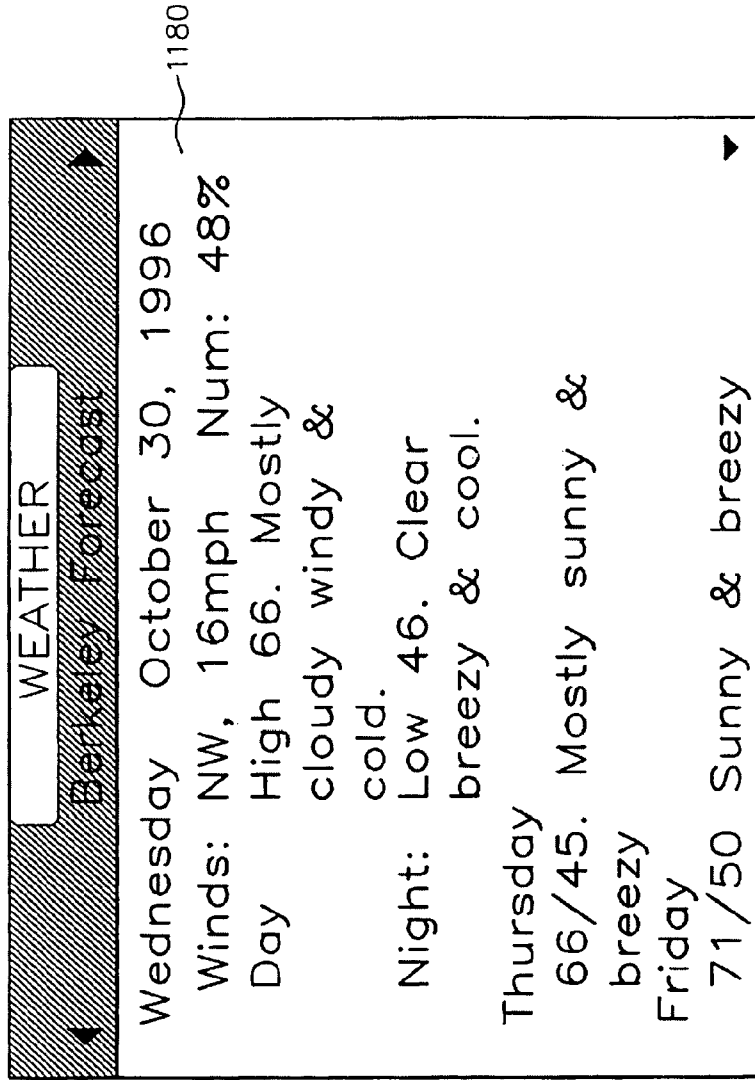 WEATHER
Berkeley Forecast
Wednesday October 30, 1996
Winds: NW, 16mph Num: 48%
Day High 66. Mostly
cloudy windy &
cold.
Night: Low 46. Clear
breezy & cool.
Thursday
66/45. Mostly sunny &
breezy
Friday
71/50 Sunny & breezy
1180